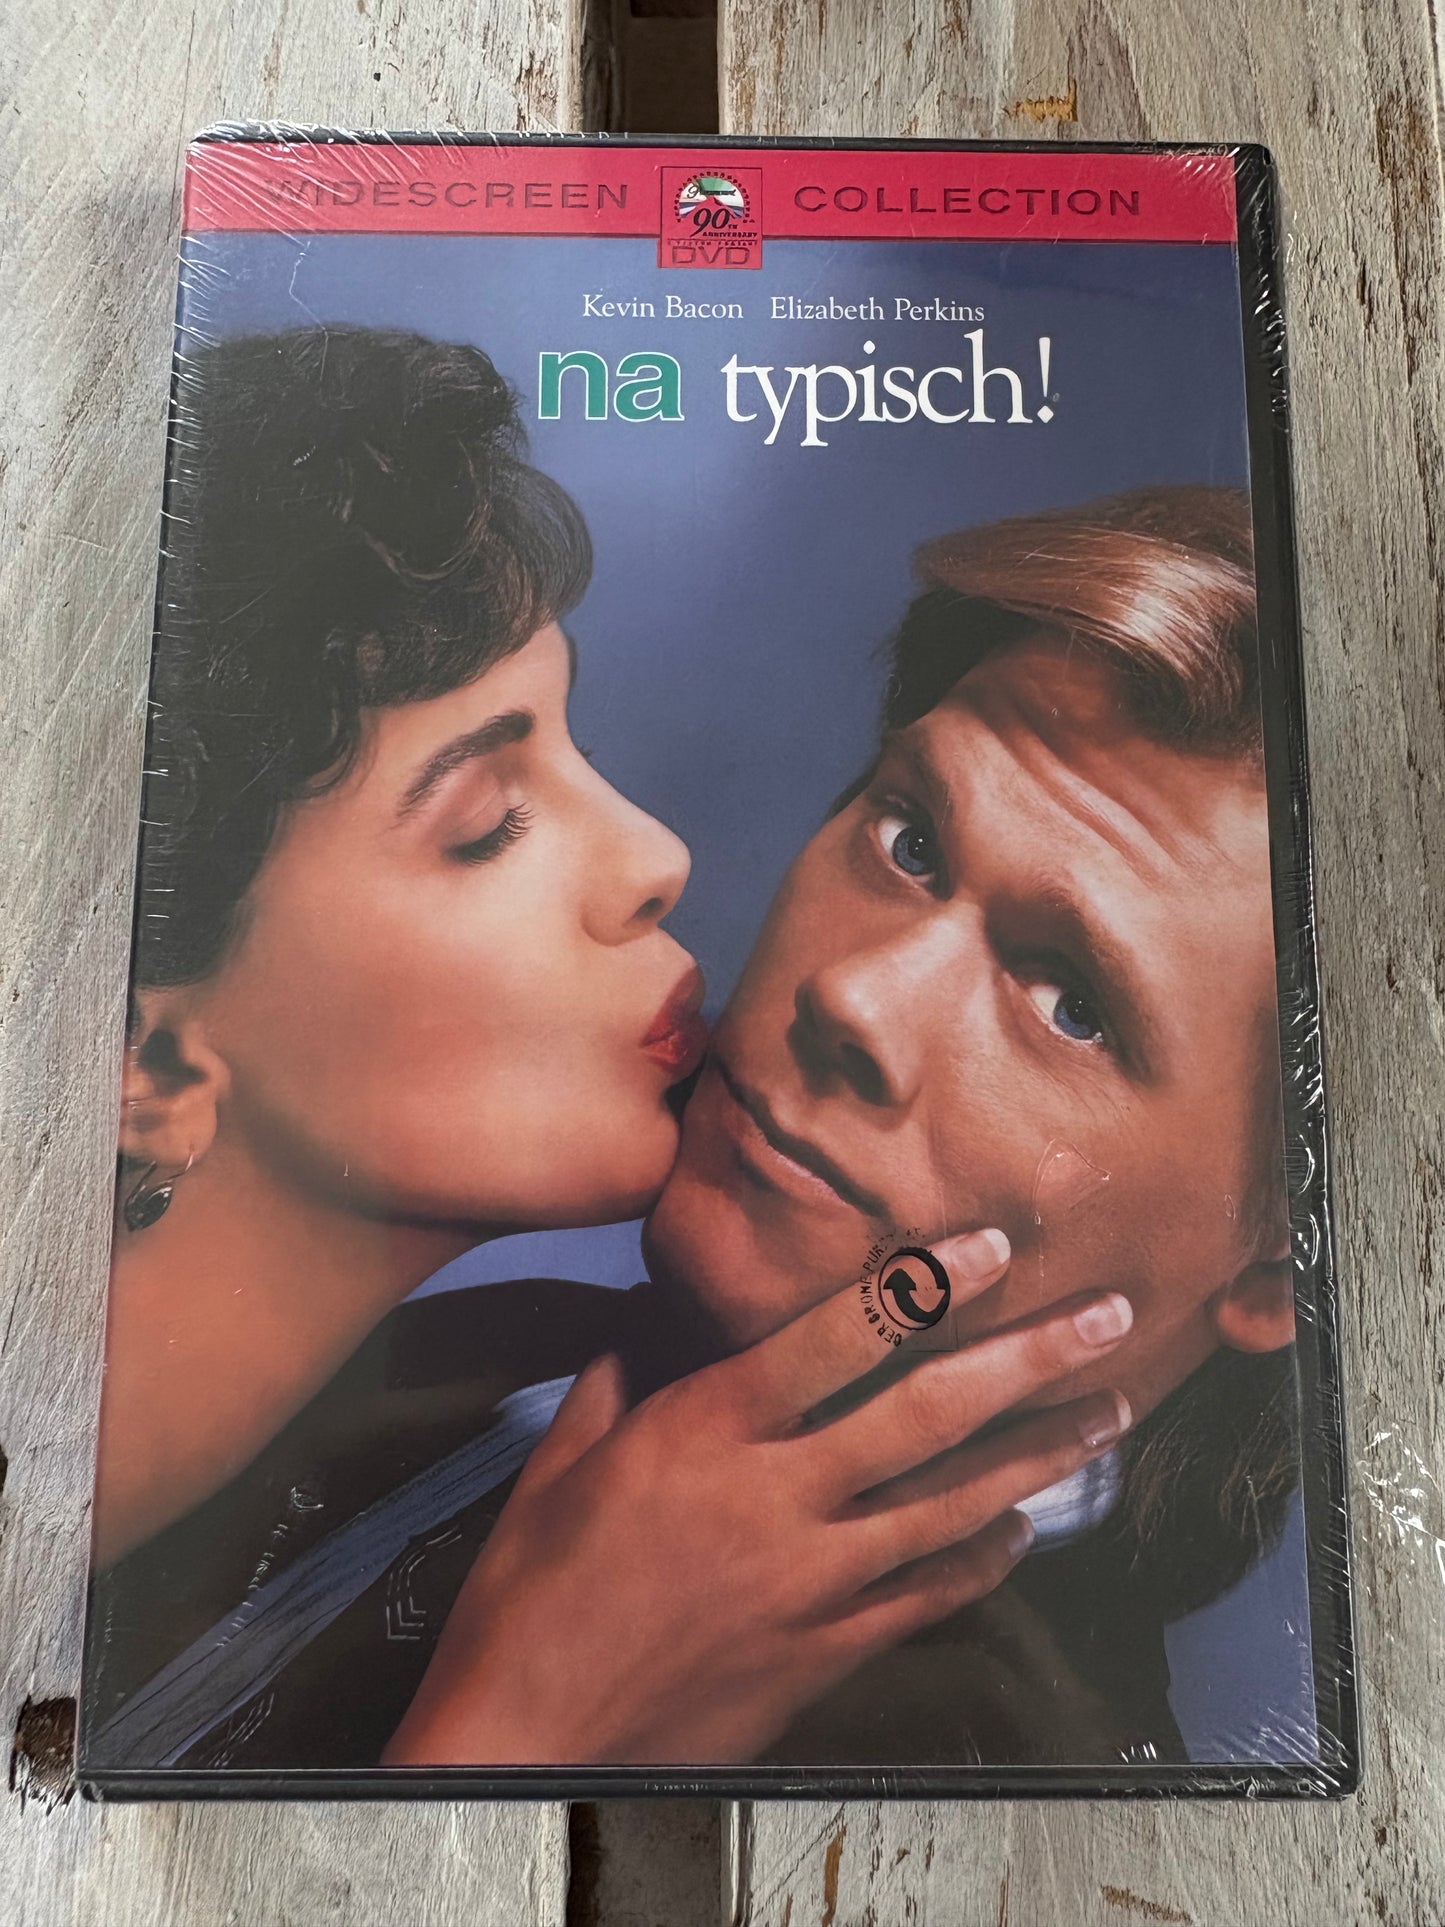 WIDESCREEN COLLECTION
90TH
ANNIVERSARY
DVD
Kevin Bacon Elizabeth Perkins
na typisch!